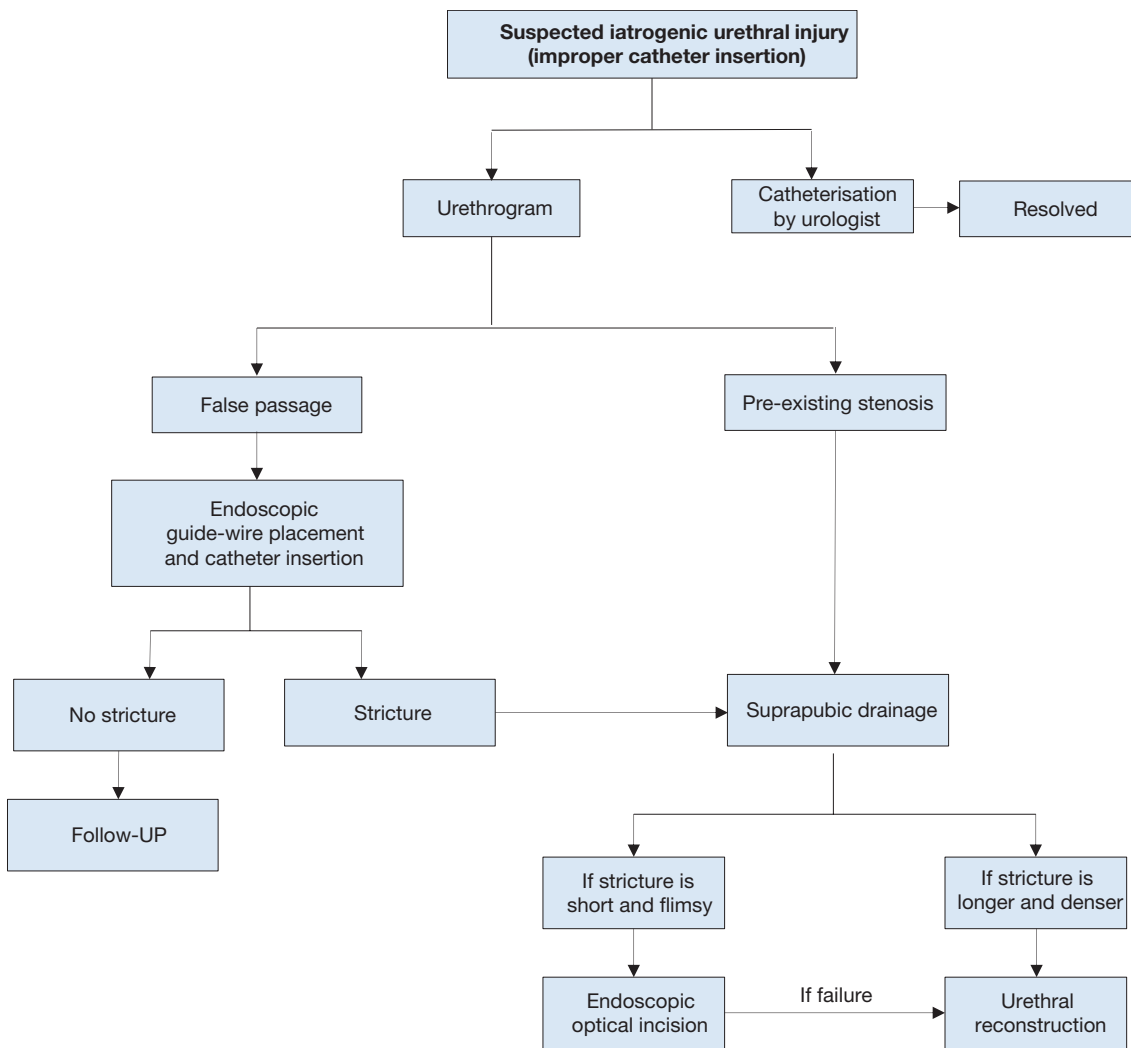 Suspected iatrogenic urethral injury
(improper catheter insertion)
Urethrogram
Catheterisation
by urologist
Resolved
False passage
Pre-existing stenosis
Endoscopic
guide-wire placement
and catheter insertion
No stricture
Stricture
Suprapubic drainage
Follow-UP
If stricture is
short and flimsy
If stricture is
longer and denser
Endoscopic
optical incision
If failure
Urethral
reconstruction